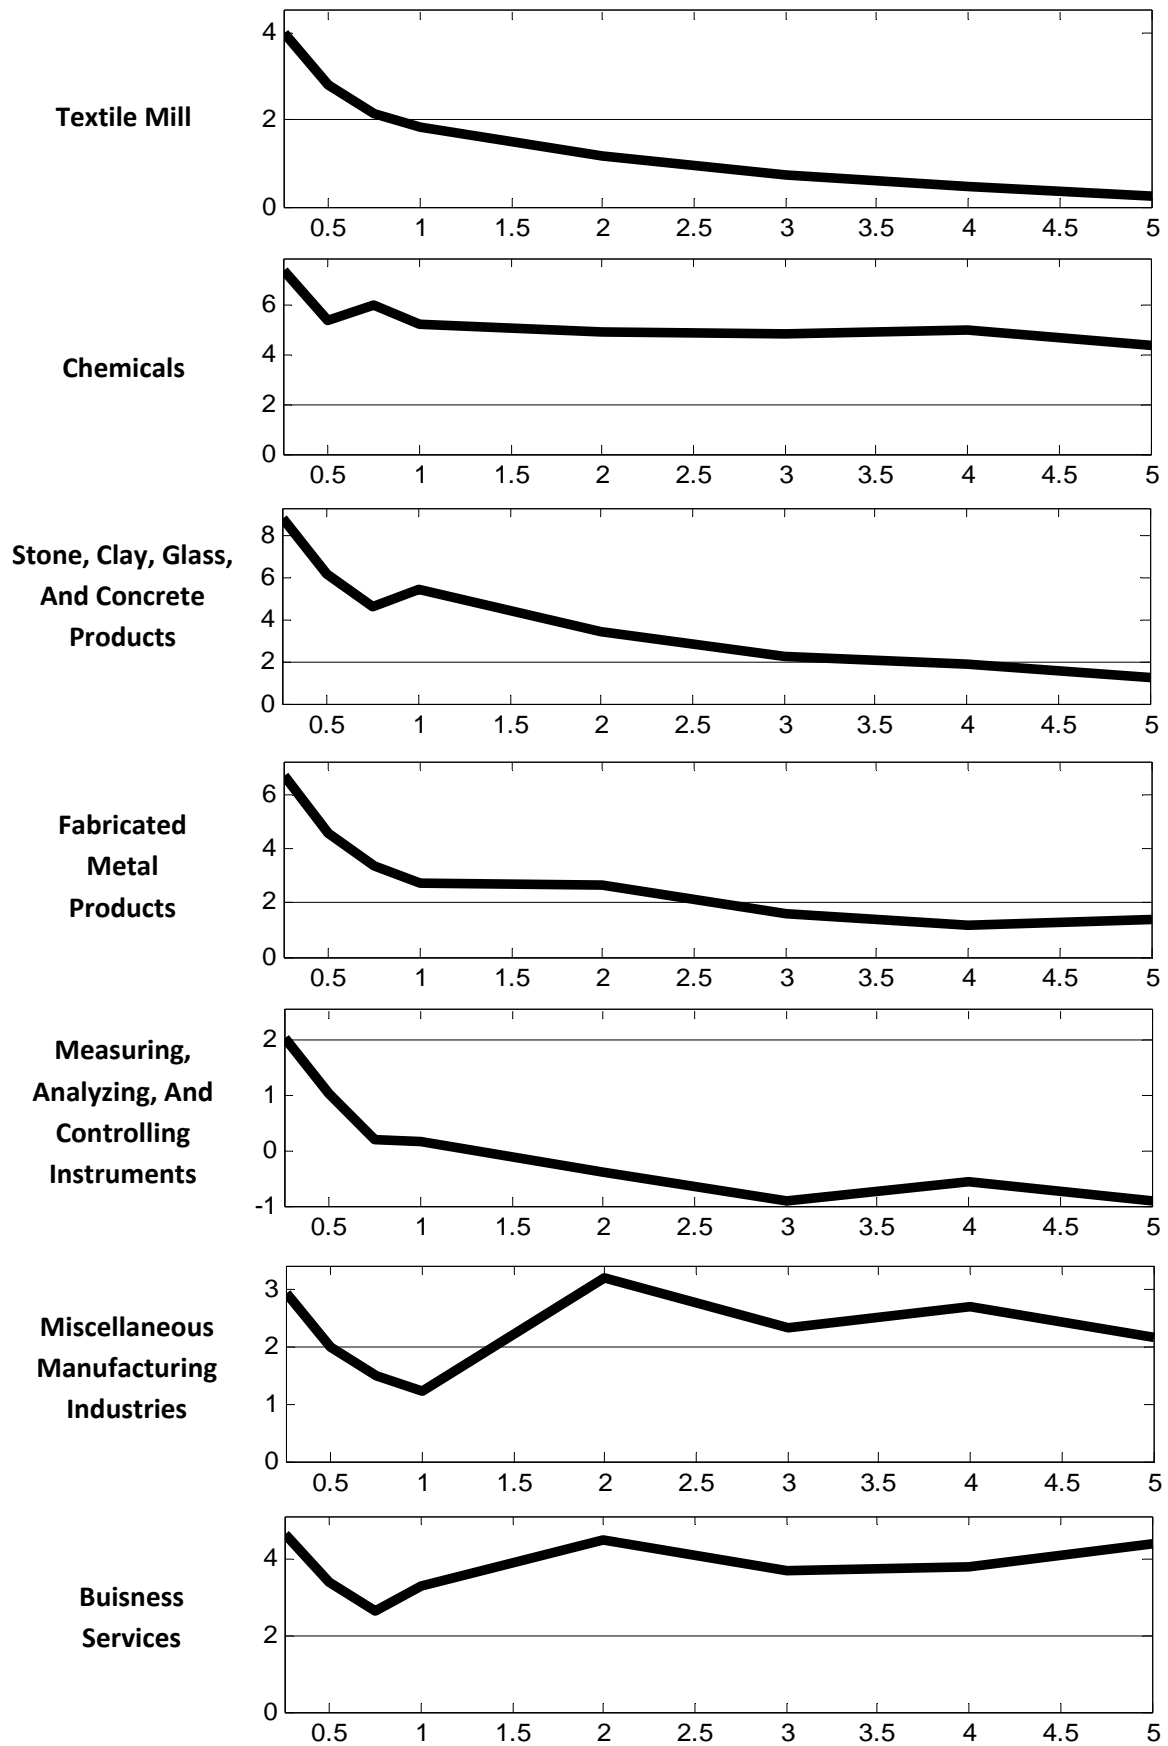 4
2
0
Textile Mill
0.5 1 1.5 2 2.5 3 3.5 4 4.5 5
6
4
2
0
Chemicals
0.5 1 1.5 2 2.5 3 3.5 4 4.5 5
8
6
4
2
0
Stone, Clay, Glass,
And Concrete
Products
0.5 1 1.5 2 2.5 3 3.5 4 4.5 5
6
4
2
0
Fabricated
Metal
Products
0.5 1 1.5 2 2.5 3 3.5 4 4.5 5
2
1
0
-1
Measuring,
Analyzing, And
Controlling
Instruments
0.5 1 1.5 2 2.5 3 3.5 4 4.5 5
3
2
1
0
Miscellaneous
Manufacturing
Industries
0.5 1 1.5 2 2.5 3 3.5 4 4.5 5
4
2
0
Buisness
Services
0.5 1 1.5 2 2.5 3 3.5 4 4.5 5